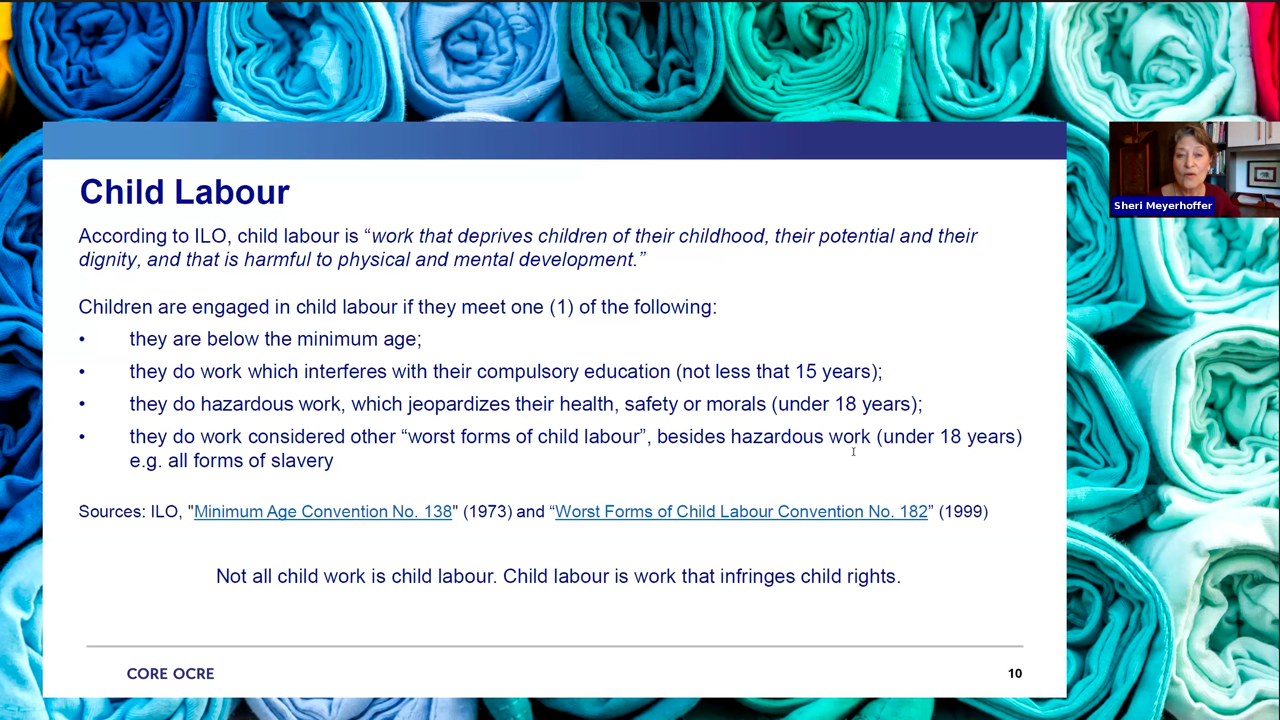 Child Labour
According to ILO, child labour is “work that deprives children of their childhood, their potential and their
dignity, and that is harmful to physical and mental development.”
Children are engaged in child labour if they meet one (1) of the following:
• they are below the minimum age;
• they do work which interferes with their compulsory education (not less that 15 years);
• they do hazardous work, which jeopardizes their health, safety or morals (under 18 years);
• they do work considered other “worst forms of child labour”, besides hazardous work (under 18 years)
e.g. all forms of slavery
Sources: ILO, "Minimum Age Convention No. 138" (1973) and “Worst Forms of Child Labour Convention No. 182” (1999)
Not all child work is child labour. Child labour is work that infringes child rights.
CORE OCRE
10
Sheri Meyerhoffer